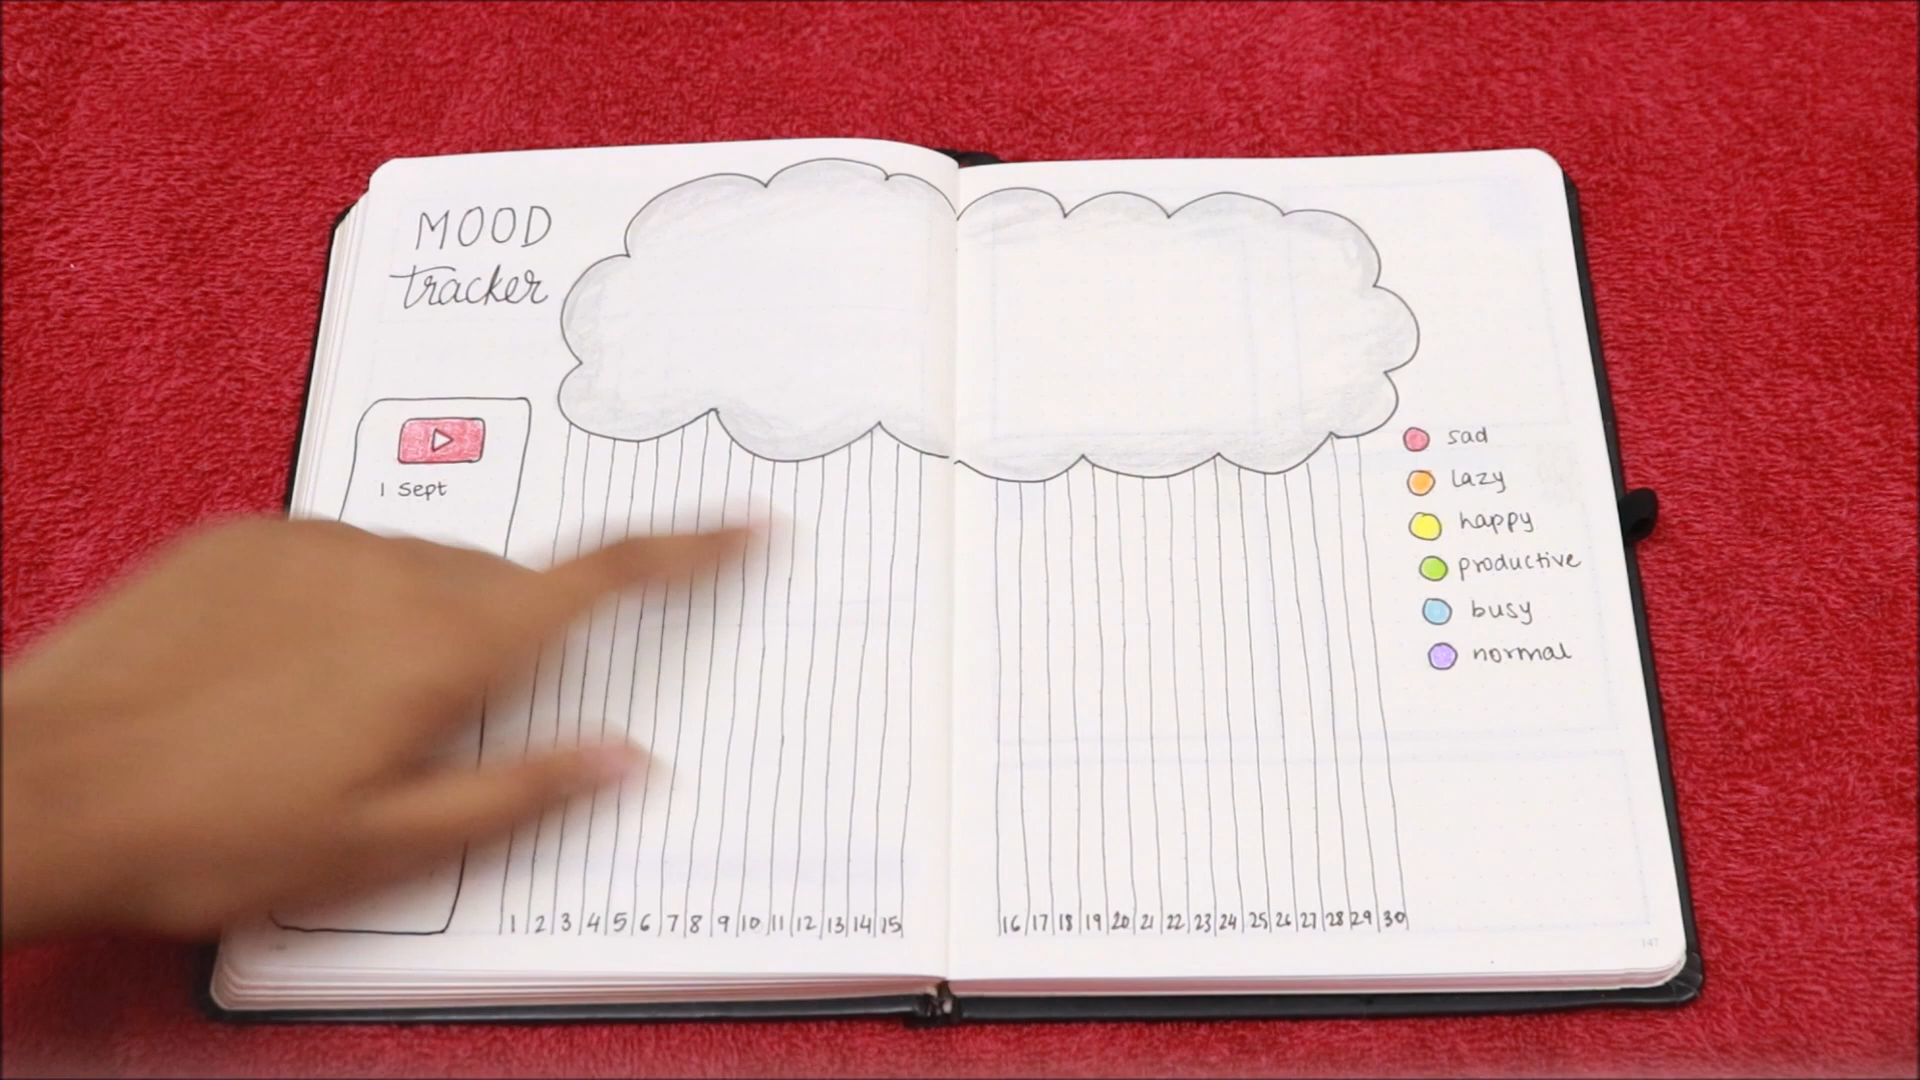 MOOD
tracker
1 Sept
sad
lazy
happy
productive
busy
normal
1 2 3 4 5 6 7 8 9 10 11 12 13 14 15
16 17 18 19 20 21 22 23 24 25 26 27 28 29 30
147